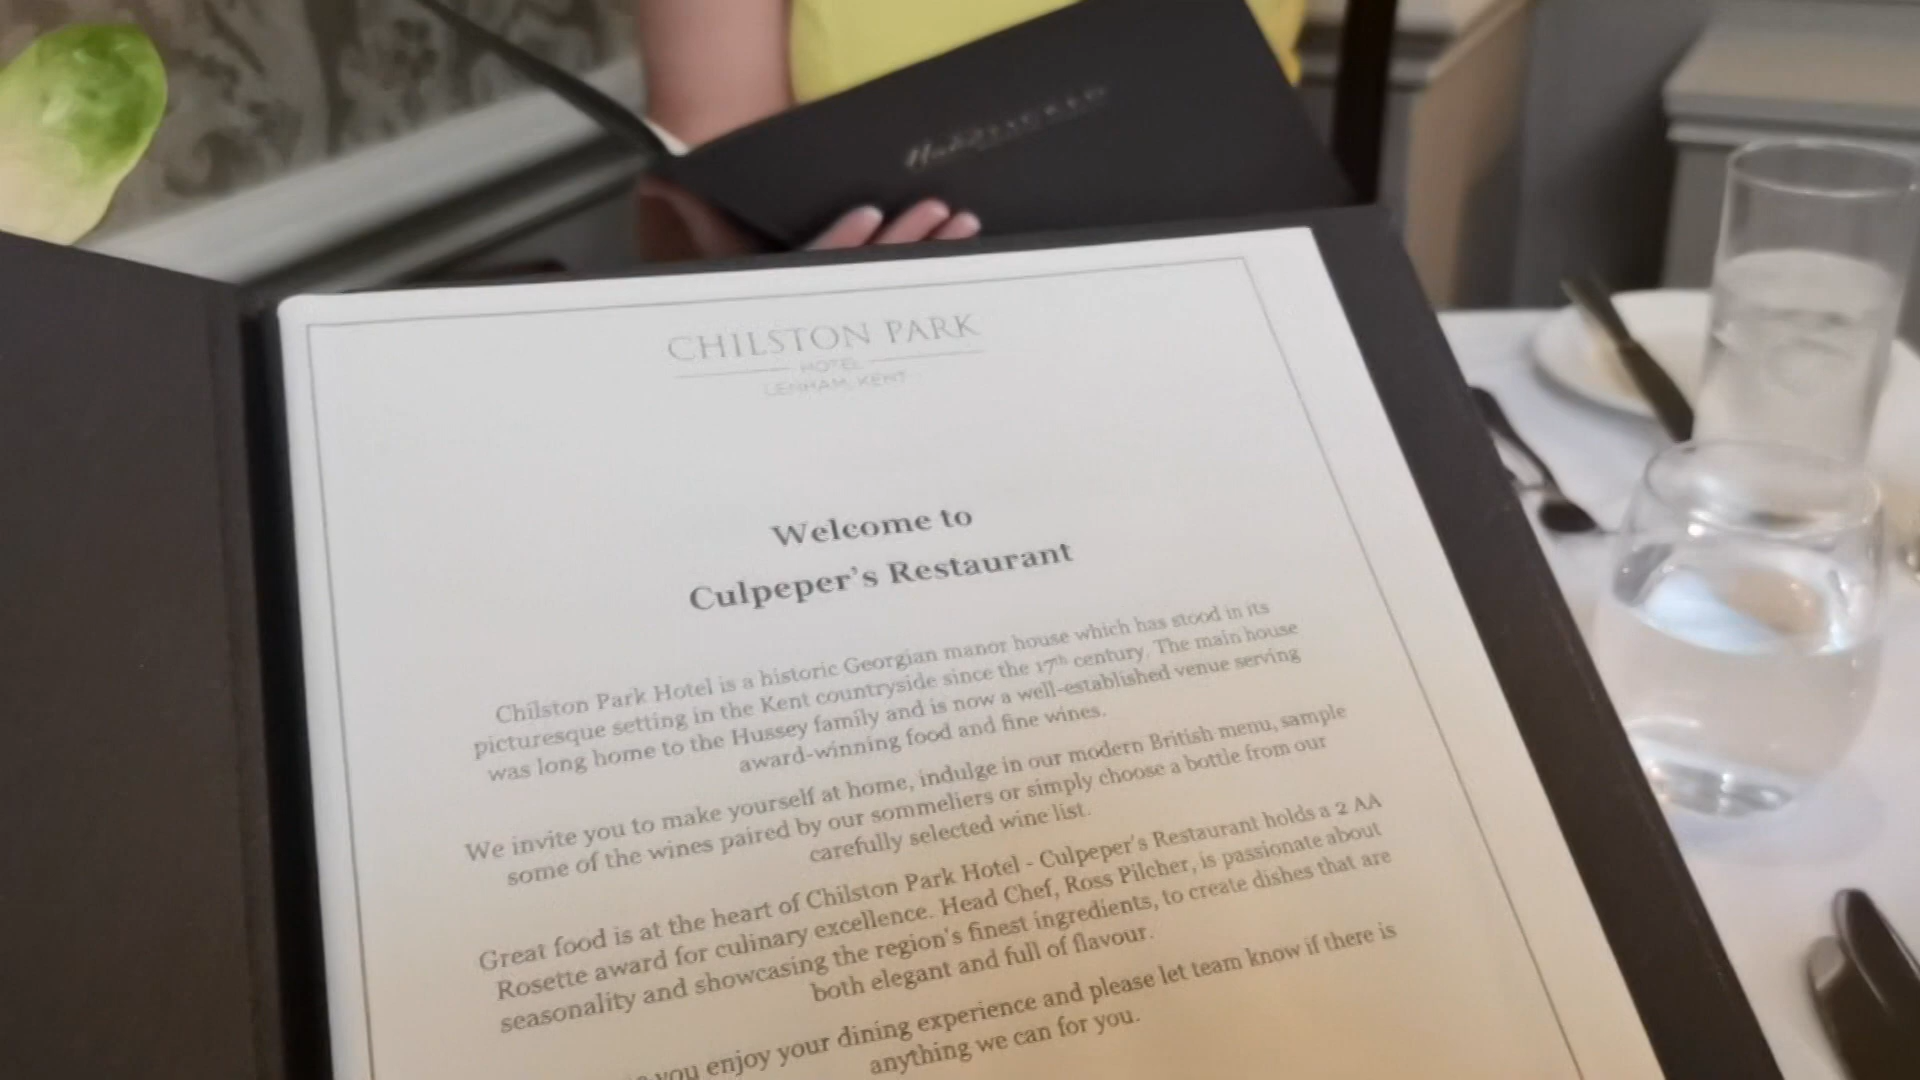 CHILSTON PARK
HOTEL
LENHAM, KENT
Welcome to
Culpeper's Restaurant
Chilston Park Hotel is a historic Georgian manor house which has stood in its
picturesque setting in the Kent countryside since the 17th century. The main house
was long home to the Hussey family and is now a well-established venue serving
award-winning food and fine wines.
We invite you to make yourself at home, indulge in our modern British menu, sample
some of the wines paired by our sommeliers or simply choose a bottle from our
carefully selected wine list.
Great food is at the heart of Chilston Park Hotel - Culpeper's Restaurant holds a 2 AA
Rosette award for culinary excellence. Head Chef, Ross Pilcher, is passionate about
seasonality and showcasing the region's finest ingredients, to create dishes that are
both elegant and full of flavour.
you enjoy your dining experience and please let team know if there is
anything we can for you.